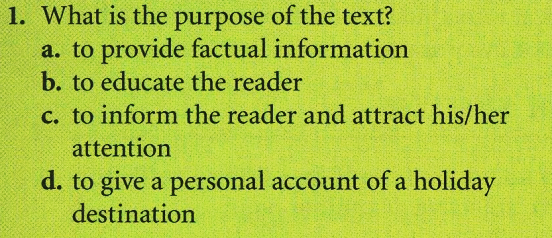 1. What is the purpose of the text?
a. to provide factual information
b. to educate the reader
c. to inform the reader and attract his/her
attention
d. to give a personal account of a holiday
destination